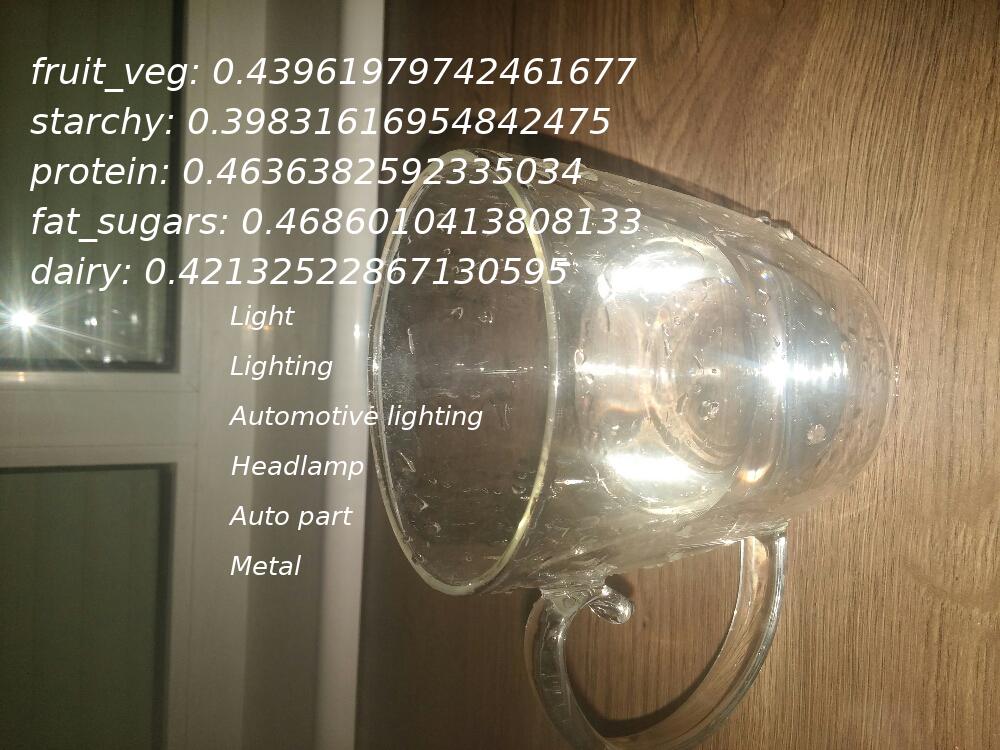 fruit_veg: 0.43961979742461677
starchy: 0.39831616954842475
protein: 0.4636382592335034
fat_sugars: 0.4686010413808133
dairy: 0.42132522867130595
Light
Lighting
Automotive lighting
Headlamp
Auto part
Metal